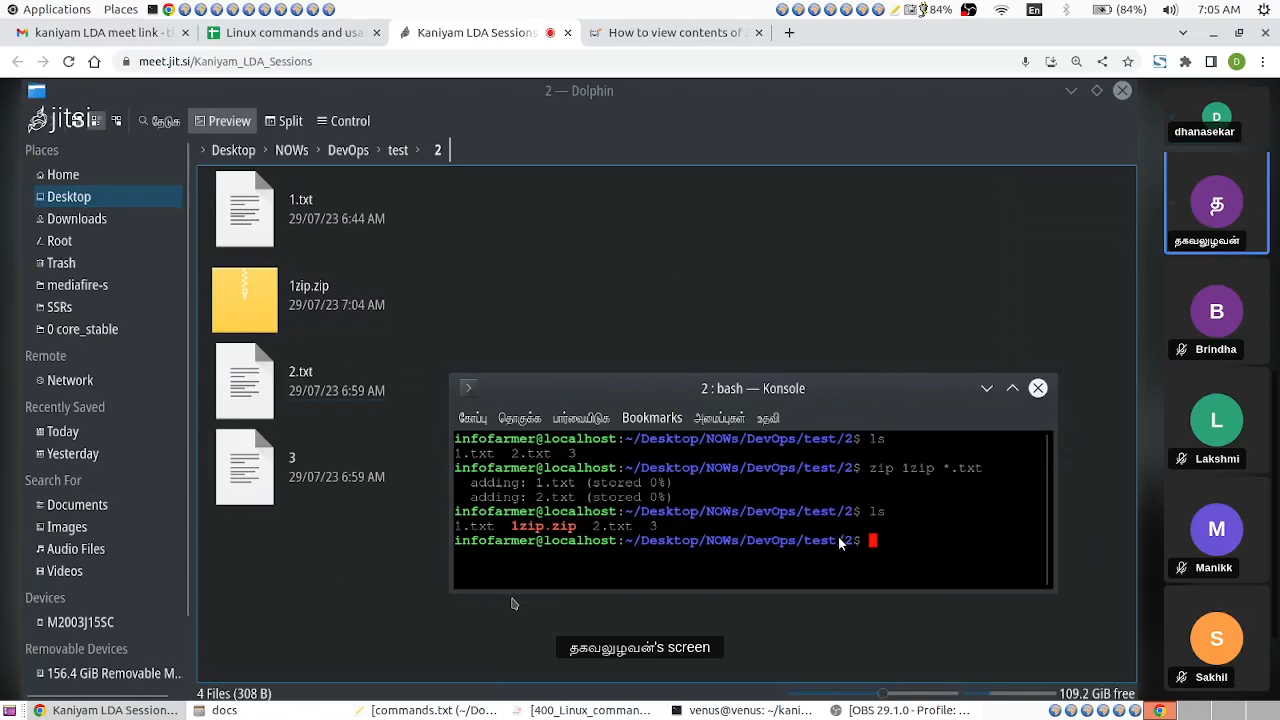 Applications Places 84% En (84%) 7:05 AM
kaniyam LDA meet link - t Linux commands and usa Kaniyam LDA Sessions How to view contents of
meet.jit.si/Kaniyam_LDA_Sessions D
2 — Dolphin
jitsi தேடுக Preview Split Control
Places
Home
Desktop
Downloads
Root
Trash
mediafire-s
SSRs
0 core_stable
Remote
Network
Recently Saved
Today
Yesterday
Search For
Documents
Images
Audio Files
Videos
Devices
M2003J15SC
Removable Devices
156.4 GiB Removable M...
> Desktop > NOWs > DevOps > test > 2
1.txt
29/07/23 6:44 AM
1zip.zip
29/07/23 7:04 AM
2.txt
29/07/23 6:59 AM
3
29/07/23 6:59 AM
2 : bash — Konsole
கோப்பு தொகுக்க பார்வையிடுக Bookmarks அமைப்புகள் உதவி
infofarmer@localhost:~/Desktop/NOWs/DevOps/test/2$ ls
1.txt 2.txt 3
infofarmer@localhost:~/Desktop/NOWs/DevOps/test/2$ zip 1zip *.txt
adding: 1.txt (stored 0%)
adding: 2.txt (stored 0%)
infofarmer@localhost:~/Desktop/NOWs/DevOps/test/2$ ls
1.txt 1zip.zip 2.txt 3
infofarmer@localhost:~/Desktop/NOWs/DevOps/test/2$
தகவலுழவன்'s screen
4 Files (308 B) 109.2 GiB free
D
dhanasekar
த
தகவலுழவன்
B
Brindha
L
Lakshmi
M
Manikk
S
Sakhil
Kaniyam LDA Sessions... docs [commands.txt (~/Do... [400_Linux_comman... venus@venus: ~/kani... [OBS 29.1.0 - Profile: ...